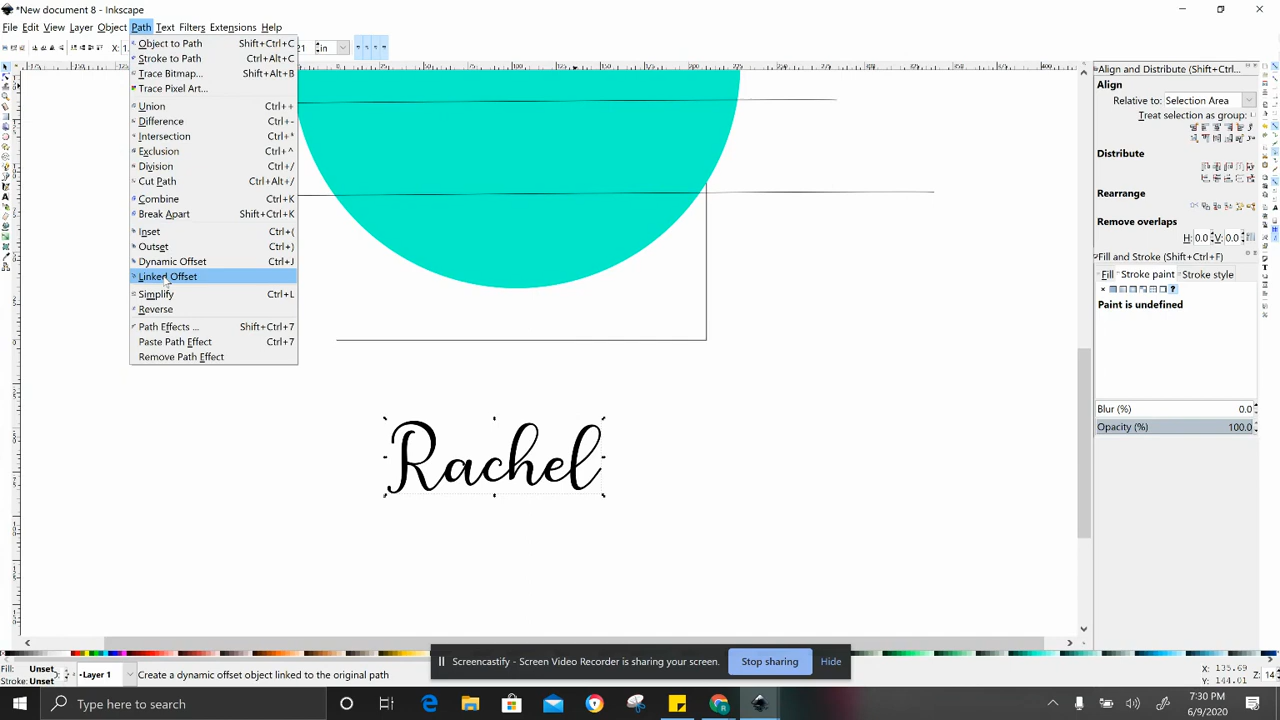 *New document 8 - Inkscape
File Edit View Layer Object Path Text Filters Extensions Help
in
Object to Path Shift+Ctrl+C
Stroke to Path Ctrl+Alt+C
Trace Bitmap... Shift+Alt+B
Trace Pixel Art...
Union Ctrl++
Difference Ctrl+-
Intersection Ctrl+*
Exclusion Ctrl+^
Division Ctrl+/
Cut Path Ctrl+Alt+/
Combine Ctrl+K
Break Apart Shift+Ctrl+K
Inset Ctrl+(
Outset Ctrl+)
Dynamic Offset Ctrl+J
Linked Offset
Simplify Ctrl+L
Reverse
Path Effects ... Shift+Ctrl+7
Paste Path Effect Ctrl+7
Remove Path Effect
Rachel
Align and Distribute (Shift+Ctrl...
Align
Relative to: Selection Area
Treat selection as group:
Distribute
Rearrange
Remove overlaps
H: 0.0 V: 0.0
Fill and Stroke (Shift+Ctrl+F)
Fill Stroke paint Stroke style
Paint is undefined
Blur (%) 0.0
Opacity (%) 100.0
Screencastify - Screen Video Recorder is sharing your screen. Stop sharing Hide
Fill: Unset
Stroke: Unset
Layer 1
Create a dynamic offset object linked to the original path
X: 135.69
Y: 144.01
Z: 14
Type here to search
7:30 PM
6/9/2020